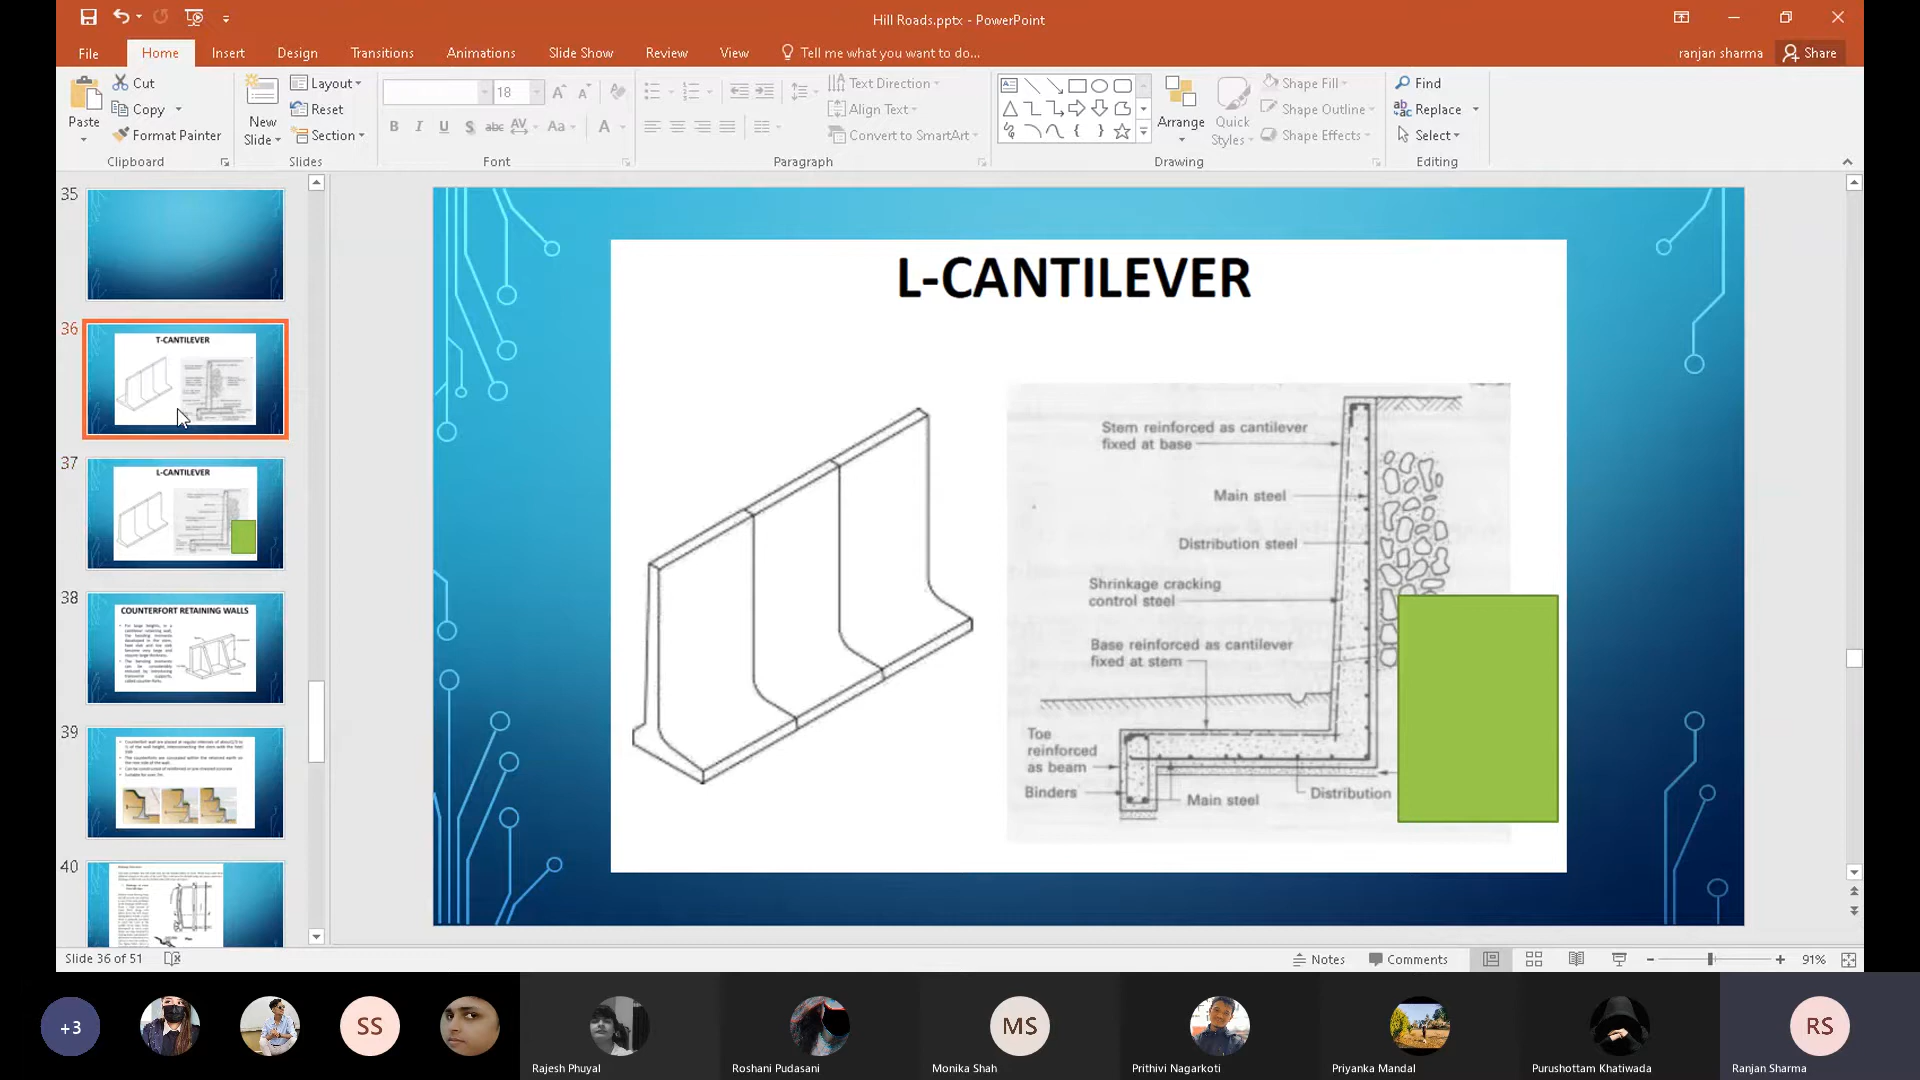 Hill Roads.pptx - PowerPoint
File Home Insert Design Transitions Animations Slide Show Review View Tell me what you want to do... ranjan sharma Share
Paste
Cut
Copy
Format Painter
Clipboard
New
Slide
Layout
Reset
Section
Slides
18
B I U S abc AV Aa A
Font
Text Direction
Align Text
Convert to SmartArt
Paragraph
Arrange
Quick
Styles
Shape Fill
Shape Outline
Shape Effects
Drawing
Find
Replace
Select
Editing
35
36
T-CANTILEVER
37
L-CANTILEVER
38
COUNTERFORT RETAINING WALLS
39
40
L-CANTILEVER
Stem reinforced as cantilever
fixed at base
Main steel
Distribution steel
Shrinkage cracking
control steel
Base reinforced as cantilever
fixed at stem
Toe
reinforced
as beam
Binders
Main steel
Distribution
Slide 36 of 51
Notes Comments 91%
+3
SS
MS
RS
Rajesh Phuyal
Roshani Pudasani
Monika Shah
Prithivi Nagarkoti
Priyanka Mandal
Purushottam Khatiwada
Ranjan Sharma